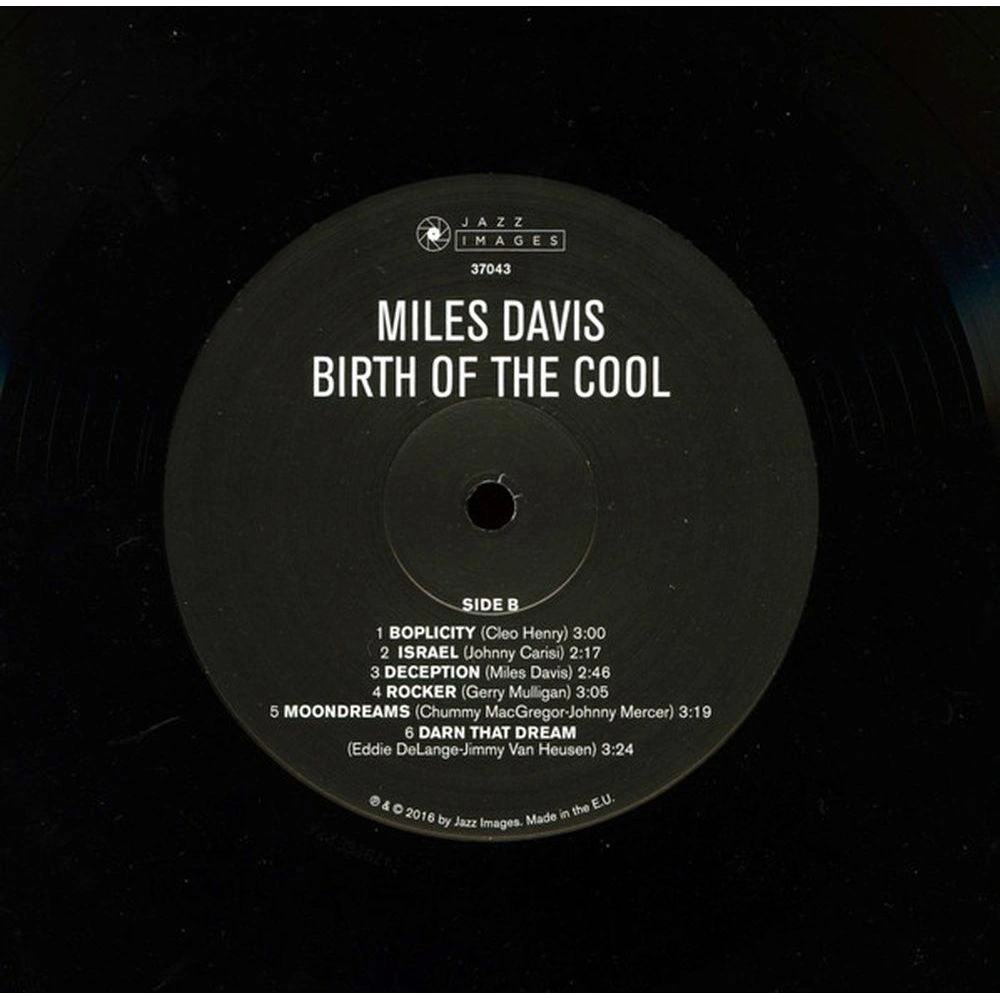 JAZZ
IMAGES
37043
MILES DAVIS
BIRTH OF THE COOL
SIDE B
1 BOPLICITY (Cleo Henry) 3:00
2 ISRAEL (Johnny Carisi) 2:17
3 DECEPTION (Miles Davis) 2:46
4 ROCKER (Gerry Mulligan) 3:05
5 MOONDREAMS (Chummy MacGregor-Johnny Mercer) 3:19
6 DARN THAT DREAM
(Eddie DeLange-Jimmy Van Heusen) 3:24
℗ & © 2016 by Jazz Images. Made in the E.U.